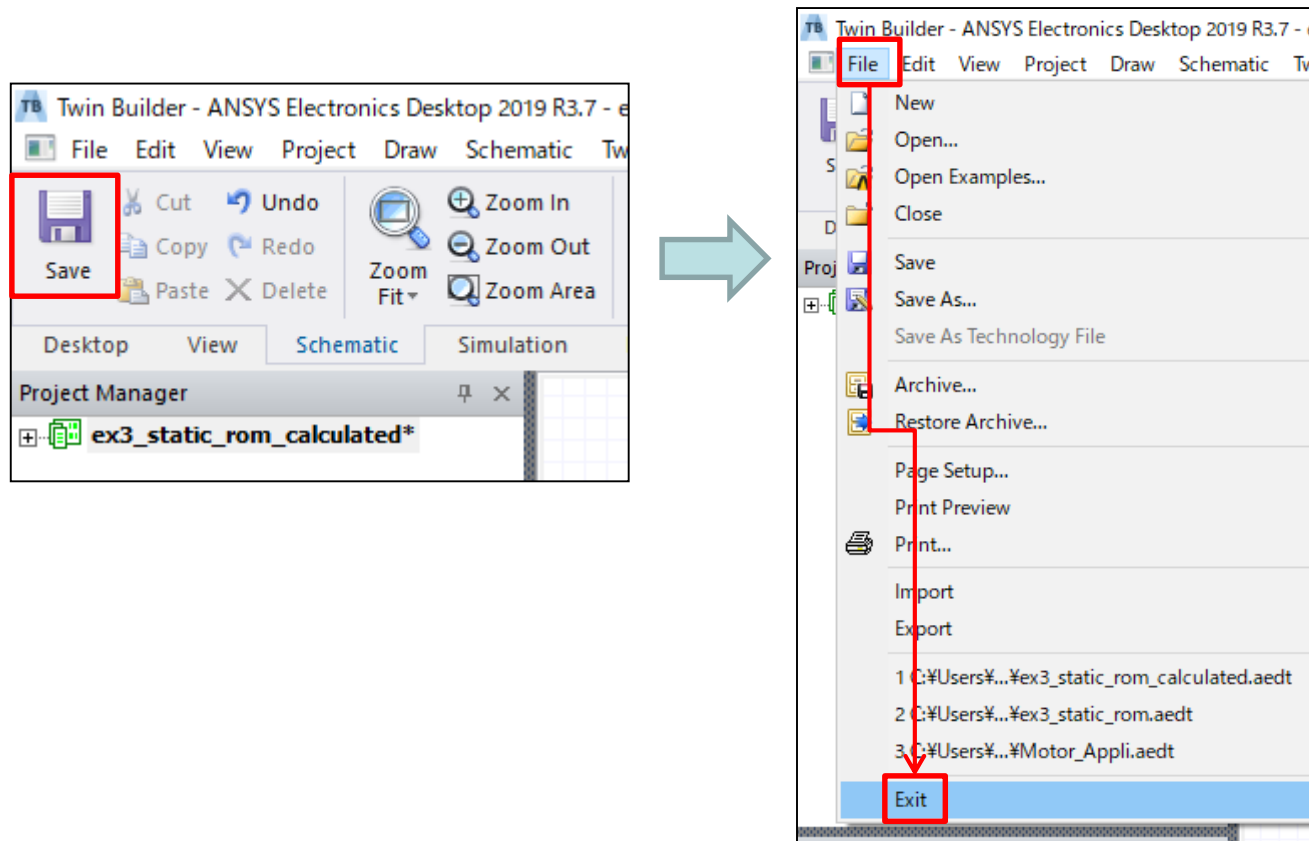 Twin Builder - ANSYS Electronics Desktop 2019 R3.7 - e
File Edit View Project Draw Schematic Tw
Save
Cut
Copy
Paste
Undo
Redo
Delete
Zoom
Fit
Zoom In
Zoom Out
Zoom Area
Desktop View Schematic Simulation
Project Manager
ex3_static_rom_calculated*
Twin Builder - ANSYS Electronics Desktop 2019 R3.7 -
File Edit View Project Draw Schematic Tw
S
D
Proj
New
Open...
Open Examples...
Close
Save
Save As...
Save As Technology File
Archive...
Restore Archive...
Page Setup...
Print Preview
Print...
Import
Export
1 C:¥Users¥...¥ex3_static_rom_calculated.aedt
2 C:¥Users¥...¥ex3_static_rom.aedt
3 C:¥Users¥...¥Motor_Appli.aedt
Exit